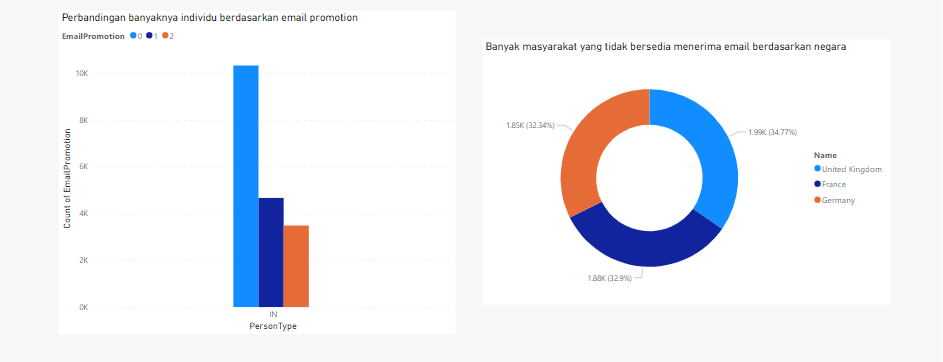 Perbandingan banyaknya individu berdasarkan email promotion
EmailPromotion 0 1 2
Count of EmailPromotion
10K
8K
6K
4K
2K
0K
IN
PersonType
Banyak masyarakat yang tidak bersedia menerima email berdasarkan negara
1.85K (32.34%)
1.99K (34.77%)
1.88K (32.9%)
Name
United Kingdom
France
Germany